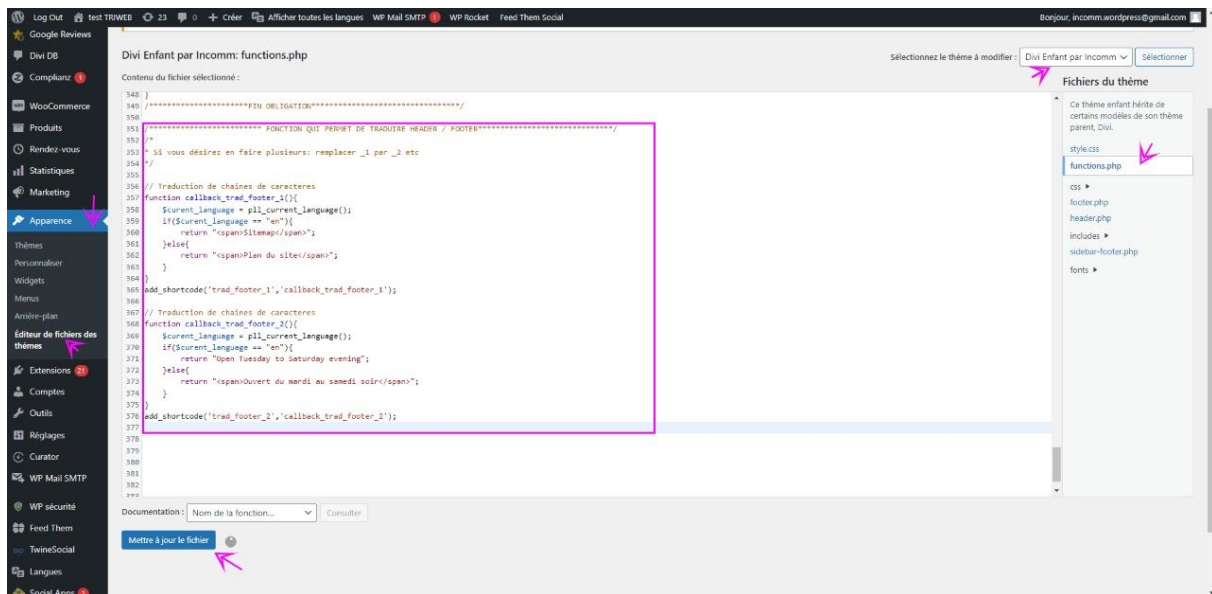 Log Out test TRIWEB 23 0 + Créer Afficher toutes les langues WP Mail SMTP WP Rocket Feed Them Social Bonjour, incomm.wordpress@gmail.com
Google Reviews
Divi DB
Complianz 1
WooCommerce
Produits
Rendez-vous
Statistiques
Marketing
Apparence
Thèmes
Personnaliser
Widgets
Menus
Arrière-plan
Éditeur de fichiers des
thèmes
Extensions 21
Comptes
Outils
Réglages
Curator
WP Mail SMTP
WP sécurité
Feed Them
TwineSocial
Langues
Social Apps
Divi Enfant par Incomm: functions.php
Sélectionnez le thème à modifier : Divi Enfant par Incomm Sélectionner
Contenu du fichier sélectionné :
348 }
349 /**********************FIN OBLIGATION*********************************/
350
351 /************************* FONCTION QUI PERMET DE TRADUIRE HEADER / FOOTER******************************/
352 /*
353 * Si vous désirez en faire plusieurs: remplacer _1 par _2 etc
354 */
355
356 // Traduction de chaines de caracteres
357 function callback_trad_footer_1(){
358 $curent_language = pll_current_language();
359 if($curent_language == "en"){
360 return "<span>Sitemap</span>";
361 }else{
362 return "<span>Plan du site</span>";
363 }
364 }
365 add_shortcode('trad_footer_1','callback_trad_footer_1');
366
367 // Traduction de chaines de caracteres
368 function callback_trad_footer_2(){
369 $curent_language = pll_current_language();
370 if($curent_language == "en"){
371 return "Open Tuesday to Saturday evening";
372 }else{
373 return "<span>Ouvert du mardi au samedi soir</span>";
374 }
375 }
376 add_shortcode('trad_footer_2','callback_trad_footer_2');
377
378
379
380
381
382
Documentation : Nom de la fonction... Consulter
Mettre à jour le fichier
Fichiers du thème
Ce thème enfant hérite de
certains modèles de son thème
parent, Divi.
style.css
functions.php
css
footer.php
header.php
includes
sidebar-footer.php
fonts